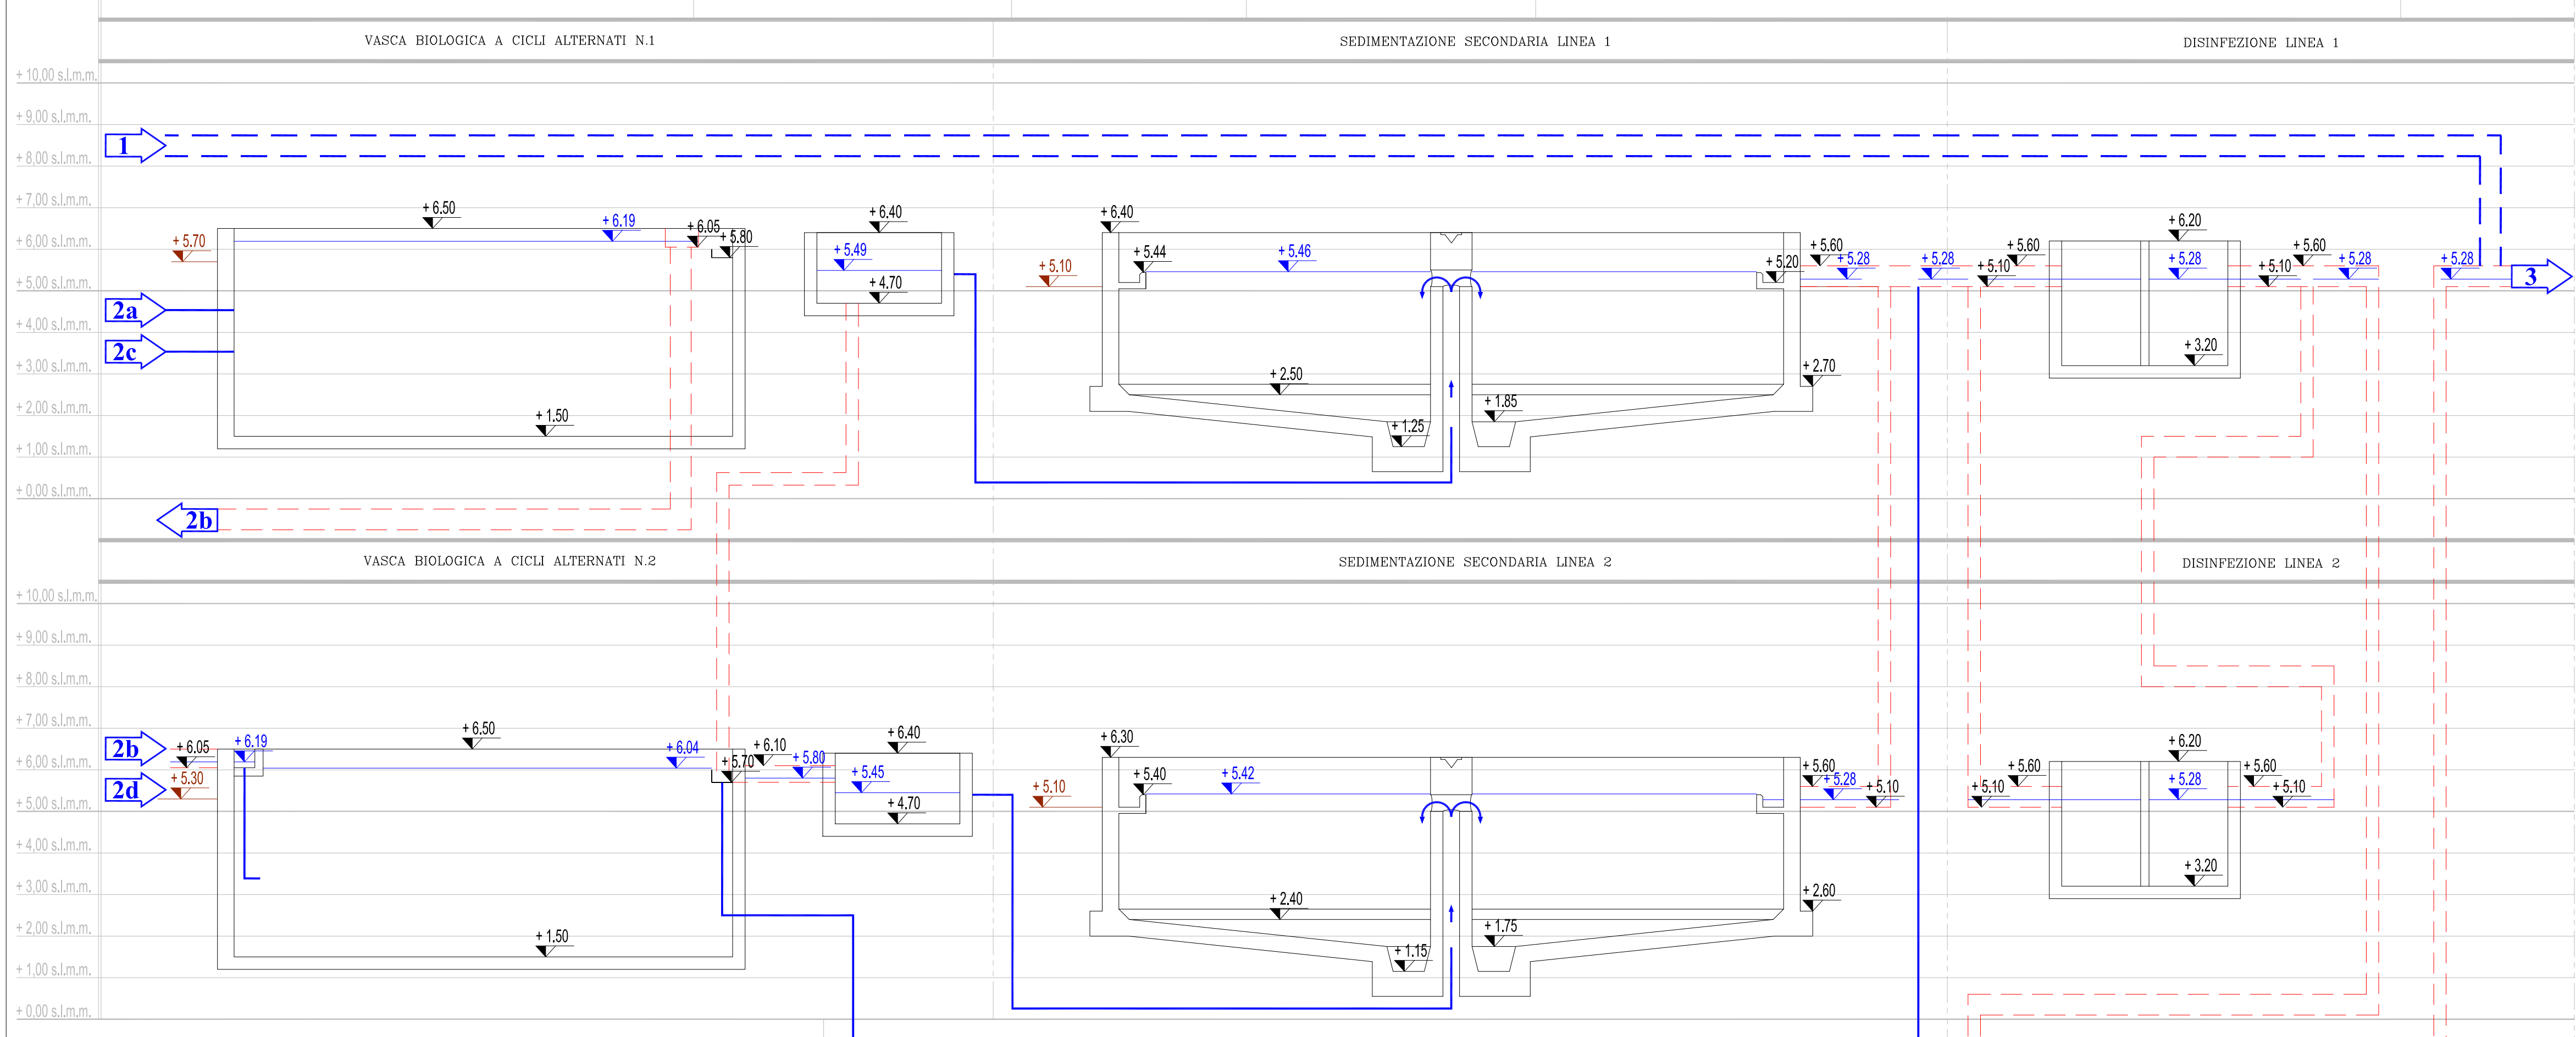 VASCA BIOLOGICA A CICLI ALTERNATI N.1
SEDIMENTAZIONE SECONDARIA LINEA 1
DISINFEZIONE LINEA 1
+ 10,00 s.l.m.m.
+ 9,00 s.l.m.m.
1
+ 8,00 s.l.m.m.
+ 7,00 s.l.m.m.
+ 6.50
+ 6.19
+ 6.05
+ 5.80
+ 6.40
+ 6.40
+ 6.20
+ 6,00 s.l.m.m.
+ 5.70
+ 5.49
+ 5.10
+ 5.44
+ 5.46
+ 5.20
+ 5.60
+ 5.28
+ 5.28
+ 5.10
+ 5.60
+ 5.28
+ 5.10
+ 5.60
+ 5.28
+ 5.28
3
+ 5,00 s.l.m.m.
+ 4.70
2a
+ 4,00 s.l.m.m.
2c
+ 3,00 s.l.m.m.
+ 2.50
+ 2.70
+ 3.20
+ 2,00 s.l.m.m.
+ 1.50
+ 1.25
+ 1.85
+ 1,00 s.l.m.m.
+ 0,00 s.l.m.m.
2b
VASCA BIOLOGICA A CICLI ALTERNATI N.2
SEDIMENTAZIONE SECONDARIA LINEA 2
DISINFEZIONE LINEA 2
+ 10,00 s.l.m.m.
+ 9,00 s.l.m.m.
+ 8,00 s.l.m.m.
+ 7,00 s.l.m.m.
2b
+ 6.05
+ 6.19
+ 6.50
+ 6.04
+ 5.70
+ 6.10
+ 5.80
+ 6.40
+ 6.30
+ 6.20
+ 6,00 s.l.m.m.
2d
+ 5.30
+ 5.45
+ 5.10
+ 5.40
+ 5.42
+ 5.60
+ 5.28
+ 5.10
+ 5.10
+ 5.60
+ 5.28
+ 5.60
+ 5.10
+ 5,00 s.l.m.m.
+ 4.70
+ 4,00 s.l.m.m.
+ 3,00 s.l.m.m.
+ 2.40
+ 2.60
+ 3.20
+ 2,00 s.l.m.m.
+ 1.50
+ 1.15
+ 1.75
+ 1,00 s.l.m.m.
+ 0,00 s.l.m.m.